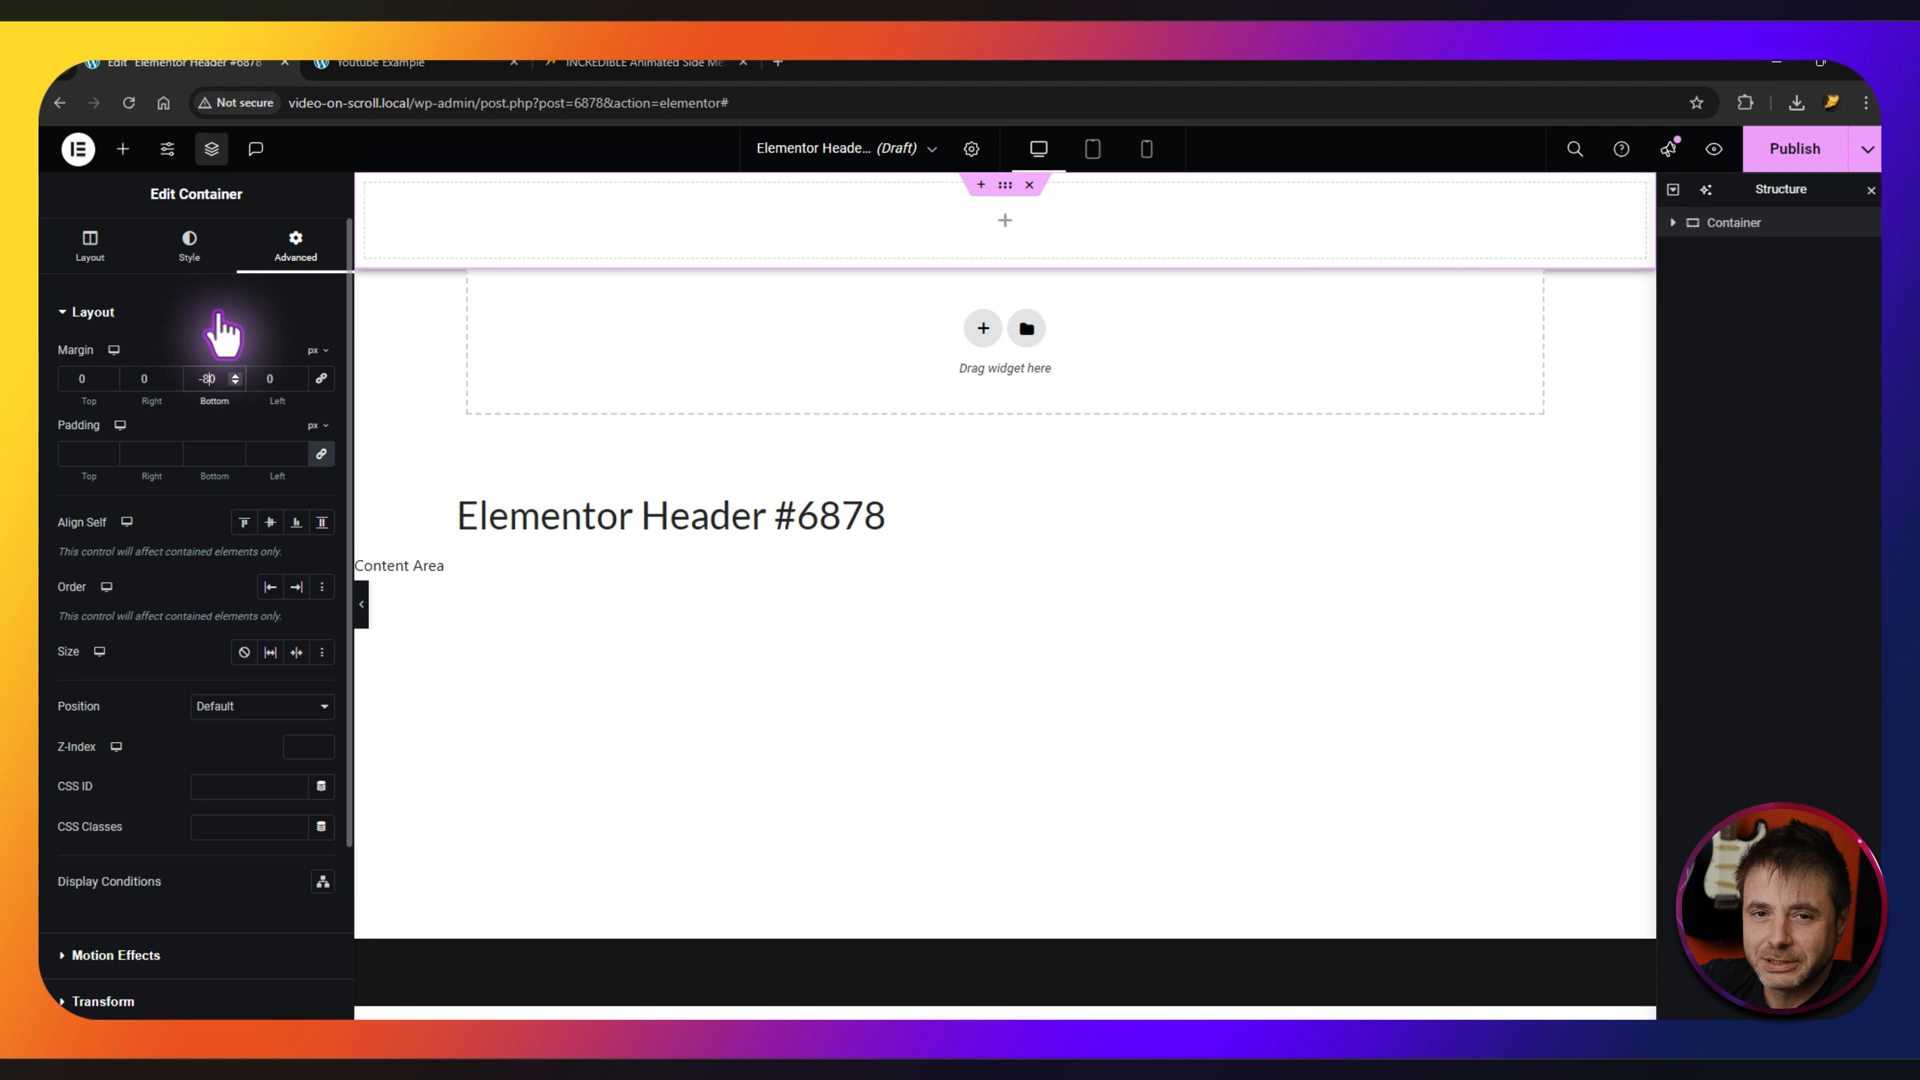 Edit "Elementor Header #6878"
Youtube Example
INCREDIBLE Animated Side Me
Not secure
video-on-scroll.local/wp-admin/post.php?post=6878&action=elementor#
Elementor Heade... (Draft)
Publish
Edit Container
Structure
Container
Layout
Style
Advanced
Layout
Margin
px
0
0
-80
0
Top
Right
Bottom
Left
Padding
px
Top
Right
Bottom
Left
Align Self
This control will affect contained elements only.
Order
This control will affect contained elements only.
Size
Position
Default
Z-Index
CSS ID
CSS Classes
Display Conditions
Motion Effects
Transform
Drag widget here
Elementor Header #6878
Content Area